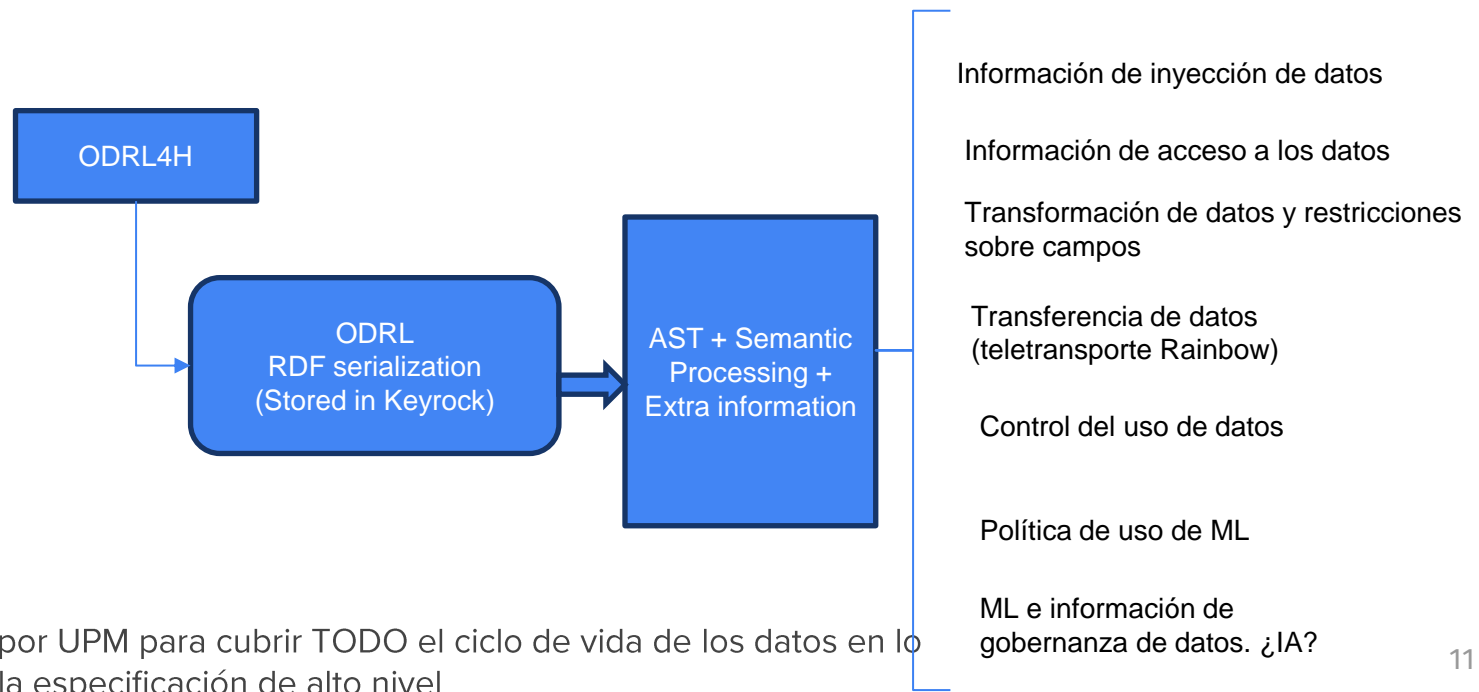 ODRL4H
ODRL
RDF serialization
(Stored in Keyrock)
AST + Semantic
Processing +
Extra information
Información de inyección de datos
Información de acceso a los datos
Transformación de datos y restricciones
sobre campos
Transferencia de datos
(teletransporte Rainbow)
Control del uso de datos
Política de uso de ML
ML e información de
gobernanza de datos. ¿IA?
por UPM para cubrir TODO el ciclo de vida de los datos en lo
la especificación de alto nivel
11